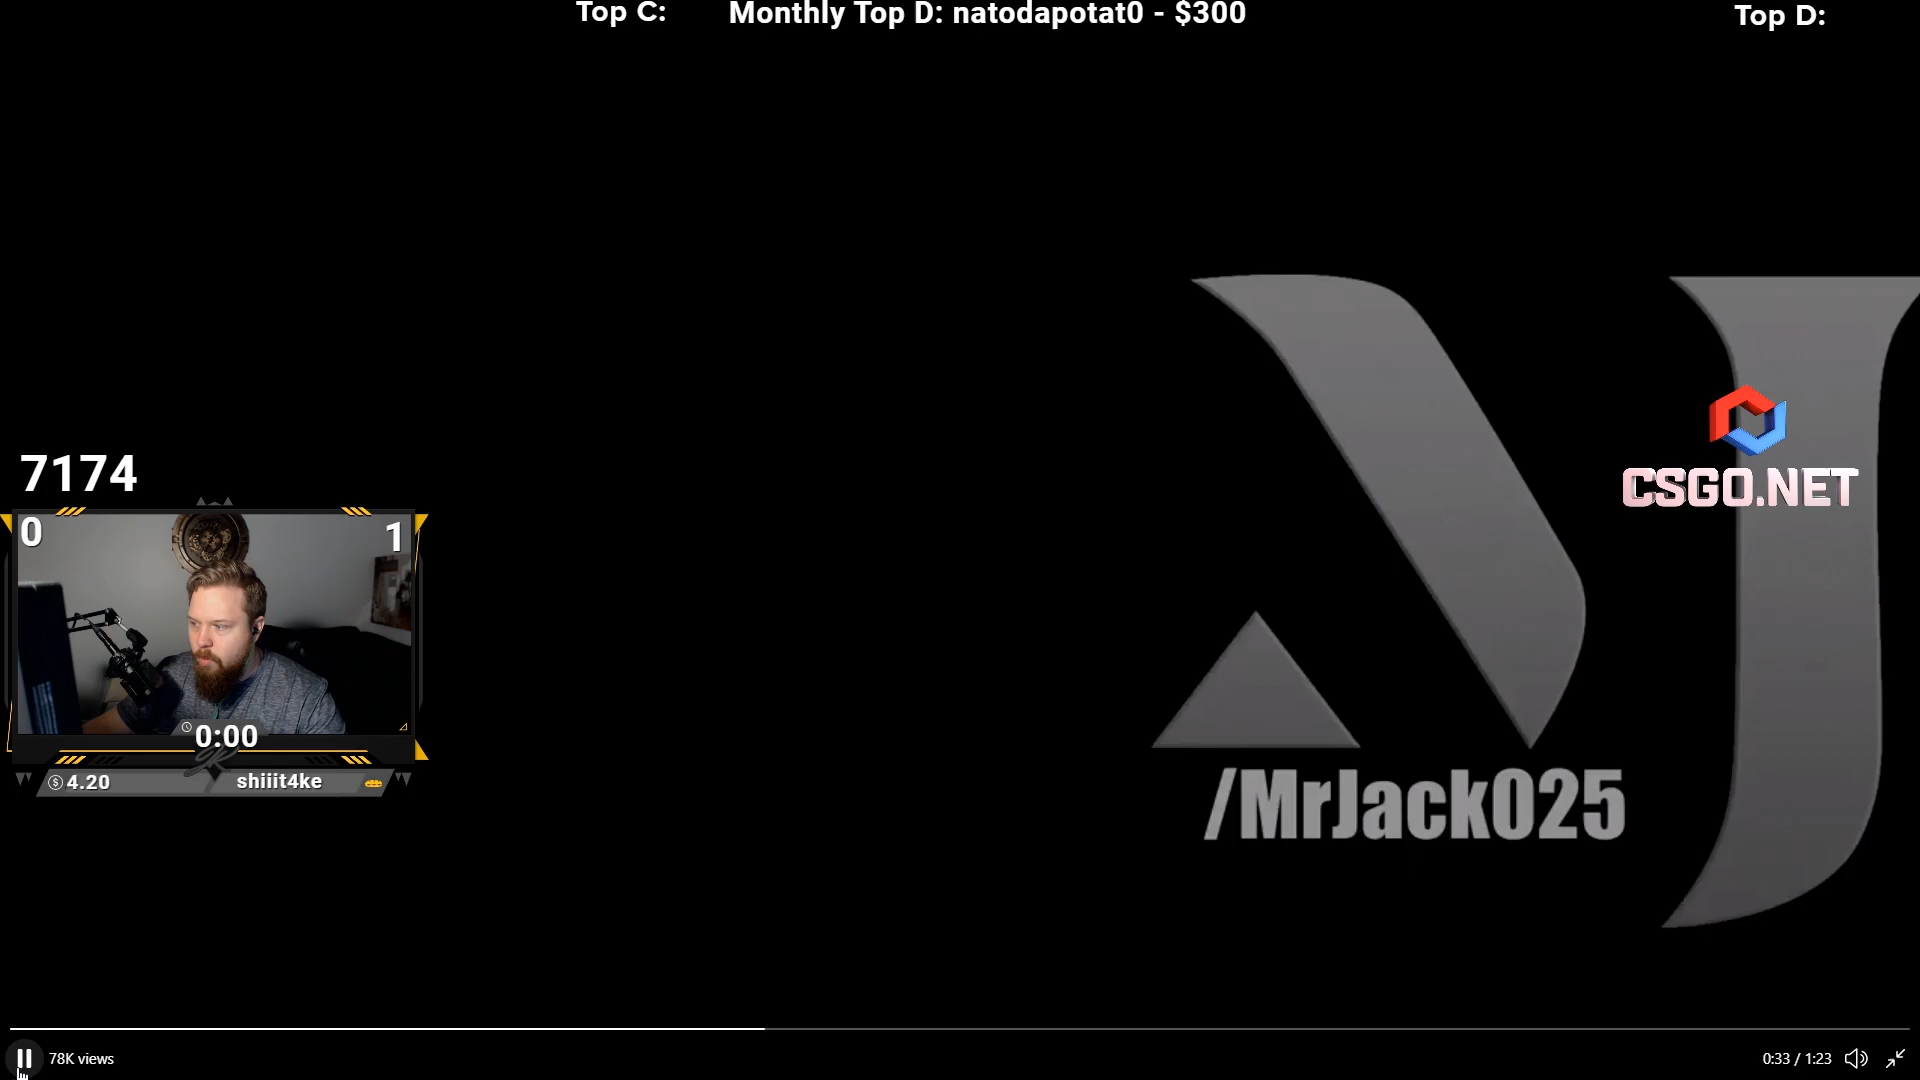 Top C:
Monthly Top D: natodapotat0 - $300
Top D:
7174
0
1
CSGO.NET
0:00
4.20
shiiit4ke
/MrJack025
78K views
0:33 / 1:23